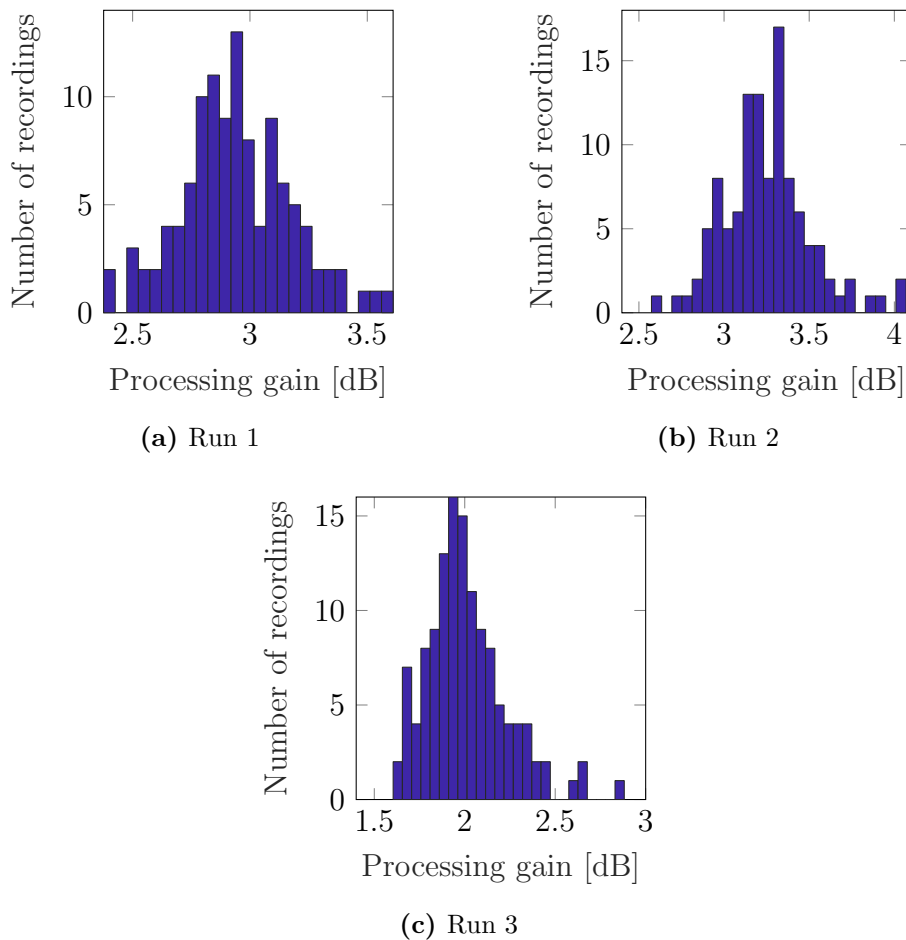 Number of recordings
10
5
0
2.5 3 3.5
Processing gain [dB]
(a) Run 1
Number of recordings
15
10
5
0
2.5 3 3.5 4
Processing gain [dB]
(b) Run 2
Number of recordings
15
10
5
0
1.5 2 2.5 3
Processing gain [dB]
(c) Run 3